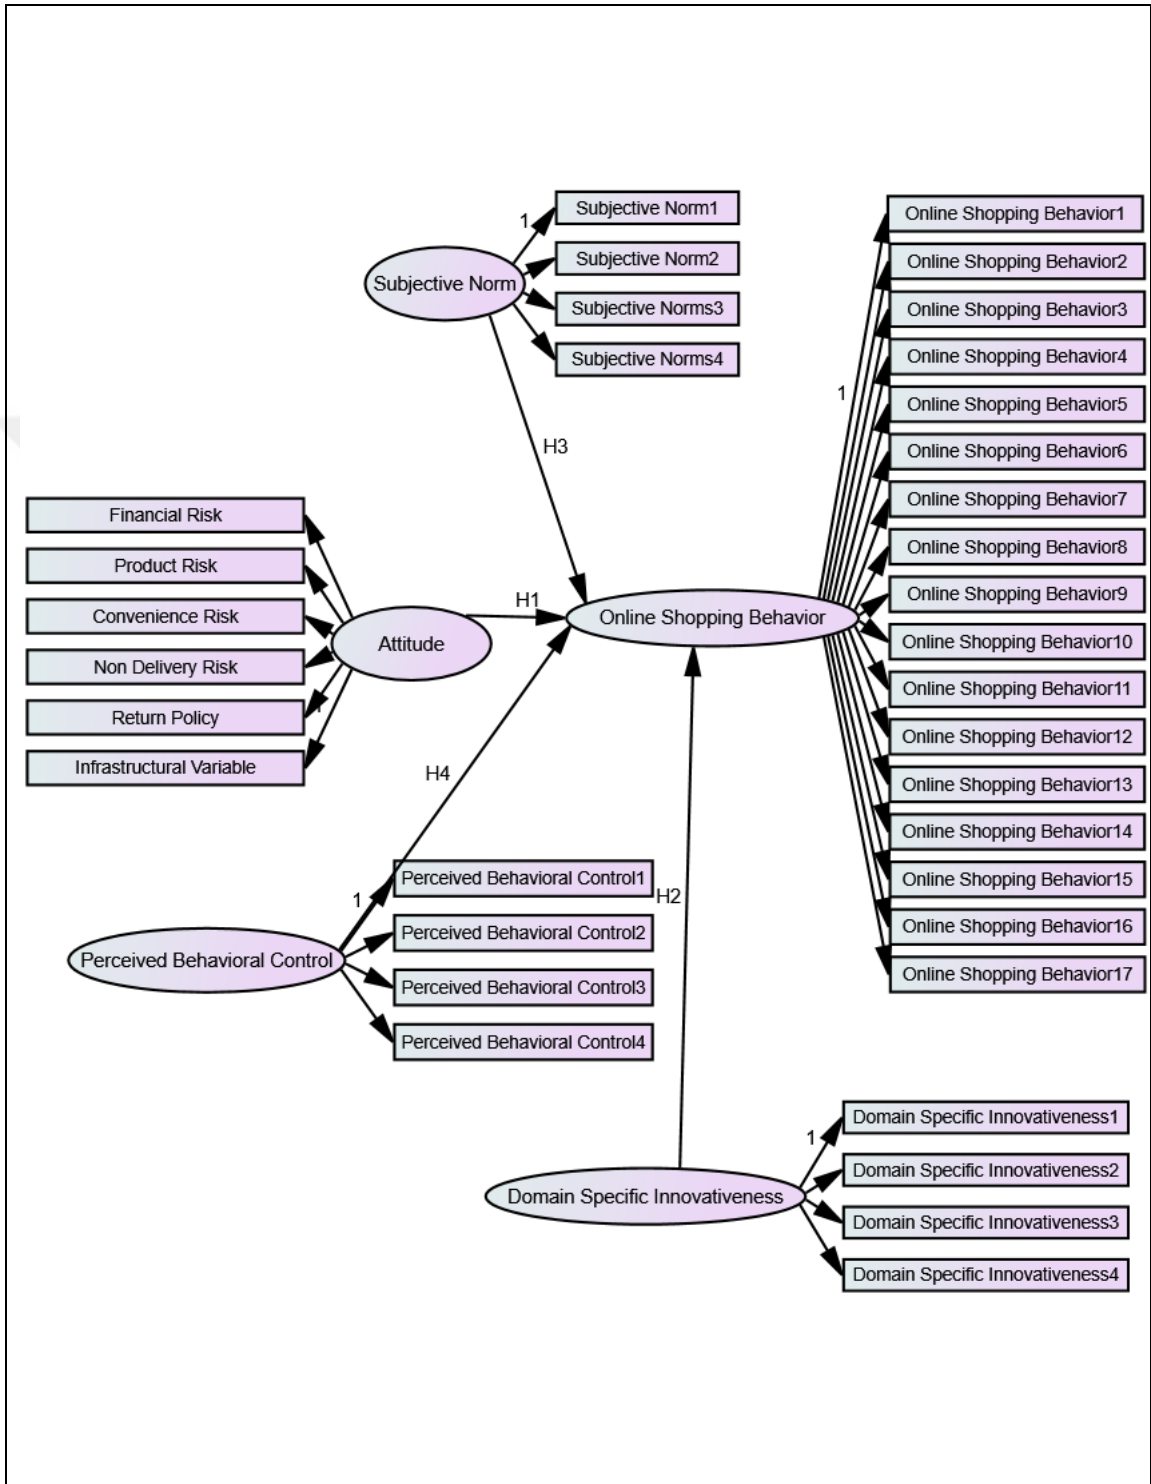 Subjective Norm
1
Subjective Norm1
Subjective Norm2
Subjective Norms3
Subjective Norms4
H3
Financial Risk
Product Risk
Convenience Risk
Non Delivery Risk
Return Policy
Infrastructural Variable
Attitude
1
H1
Online Shopping Behavior
1
Online Shopping Behavior1
Online Shopping Behavior2
Online Shopping Behavior3
Online Shopping Behavior4
Online Shopping Behavior5
Online Shopping Behavior6
Online Shopping Behavior7
Online Shopping Behavior8
Online Shopping Behavior9
Online Shopping Behavior10
Online Shopping Behavior11
Online Shopping Behavior12
Online Shopping Behavior13
Online Shopping Behavior14
Online Shopping Behavior15
Online Shopping Behavior16
Online Shopping Behavior17
H4
Perceived Behavioral Control
1
Perceived Behavioral Control1
Perceived Behavioral Control2
Perceived Behavioral Control3
Perceived Behavioral Control4
H2
Domain Specific Innovativeness
1
Domain Specific Innovativeness1
Domain Specific Innovativeness2
Domain Specific Innovativeness3
Domain Specific Innovativeness4